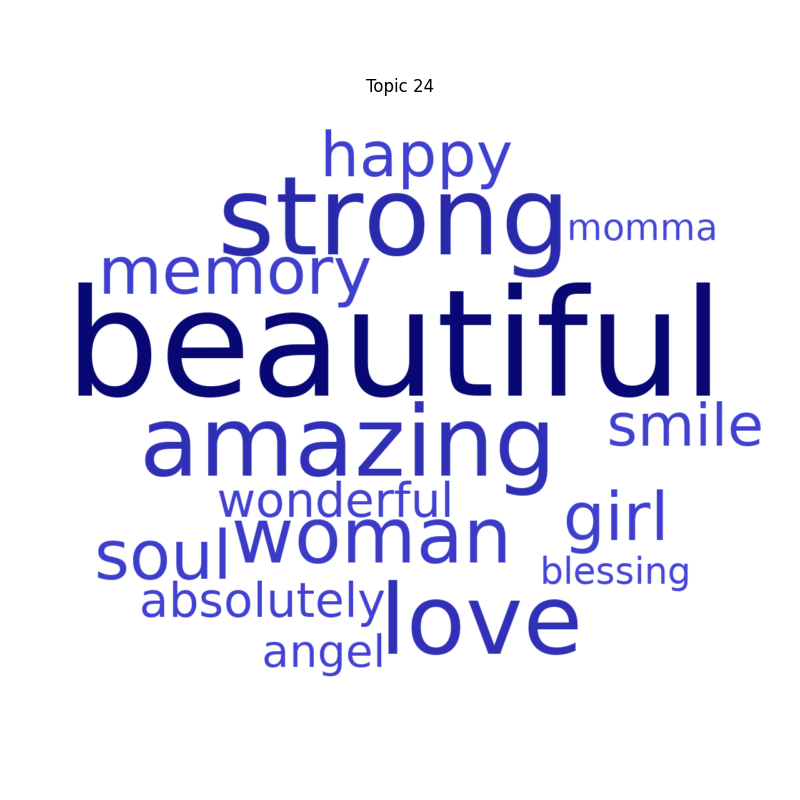 Topic 24
happy
strong
momma
memory
beautiful
amazing
smile
wonderful
girl
woman
soul
blessing
absolutely
love
angel